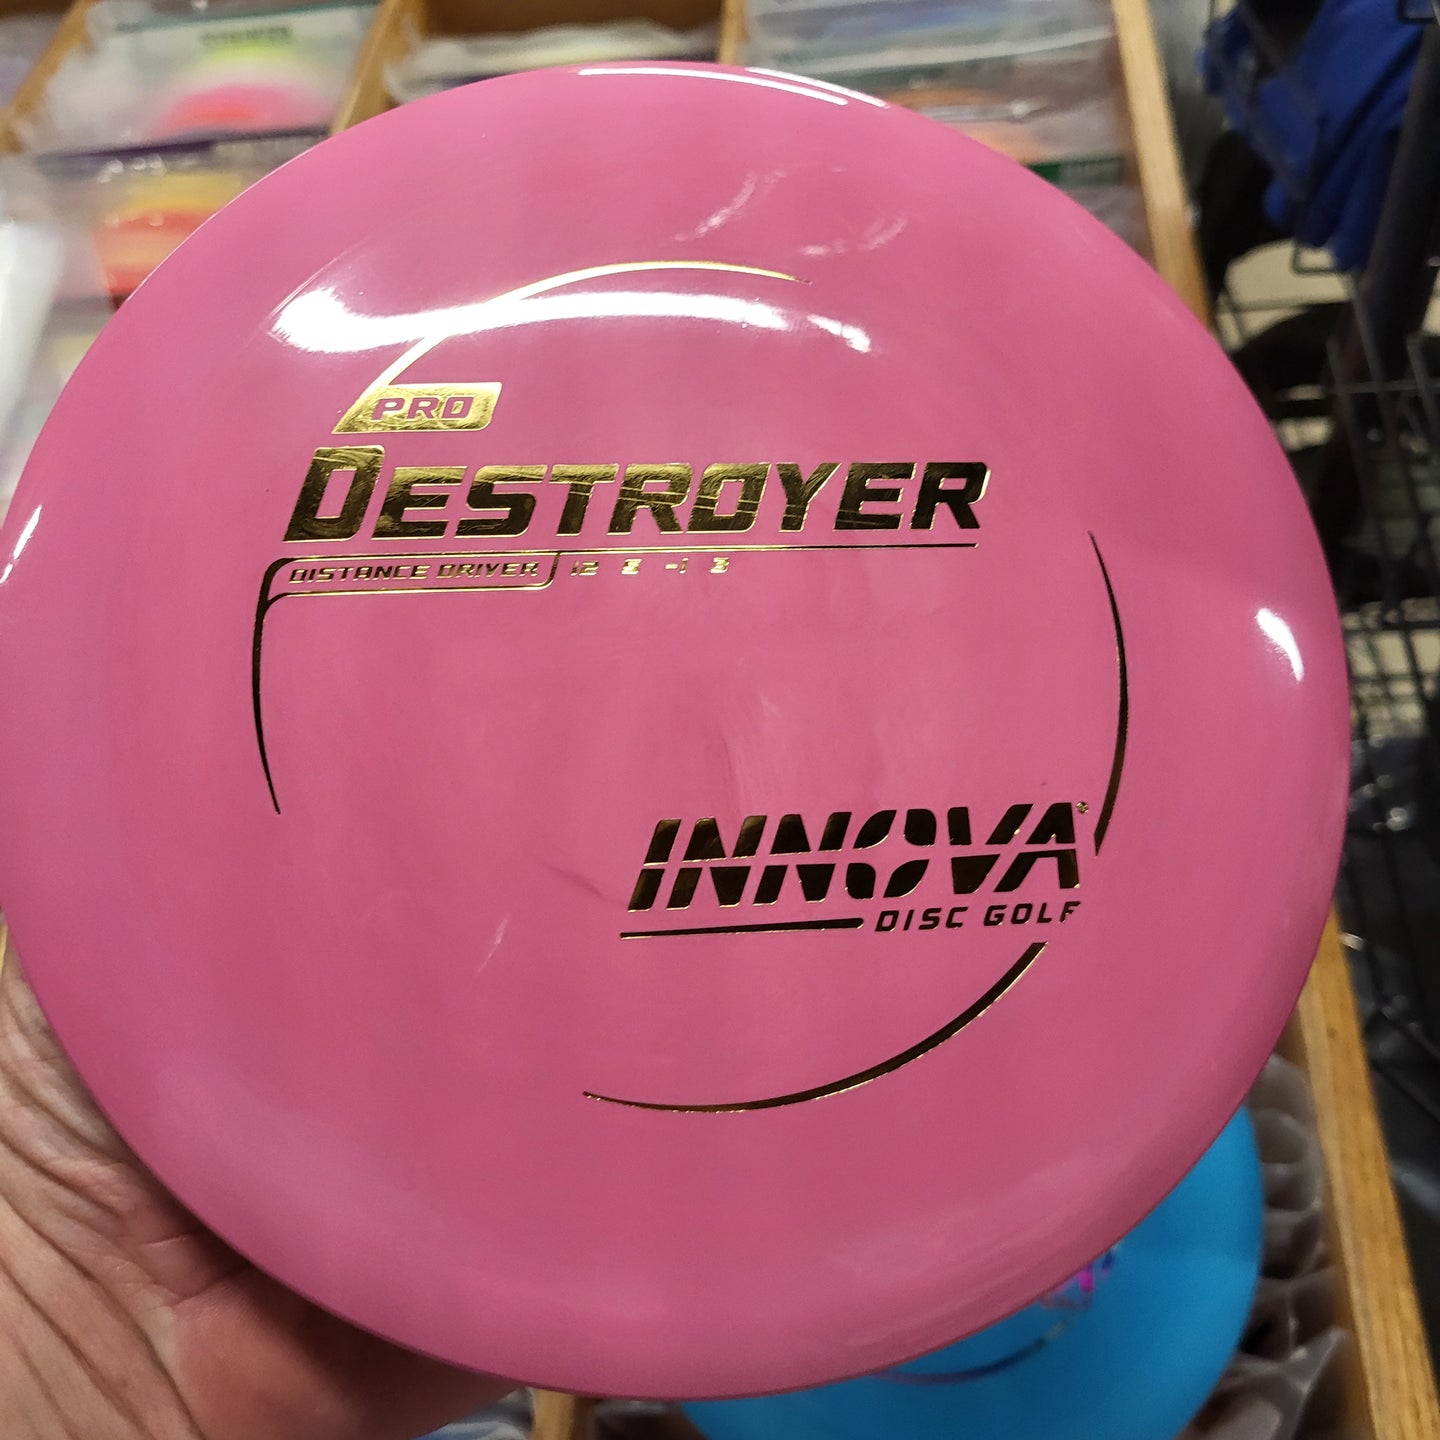 PRO
DESTROYER
DISTANCE DRIVER 12 5 -1 3
INNOVA®
DISC GOLF